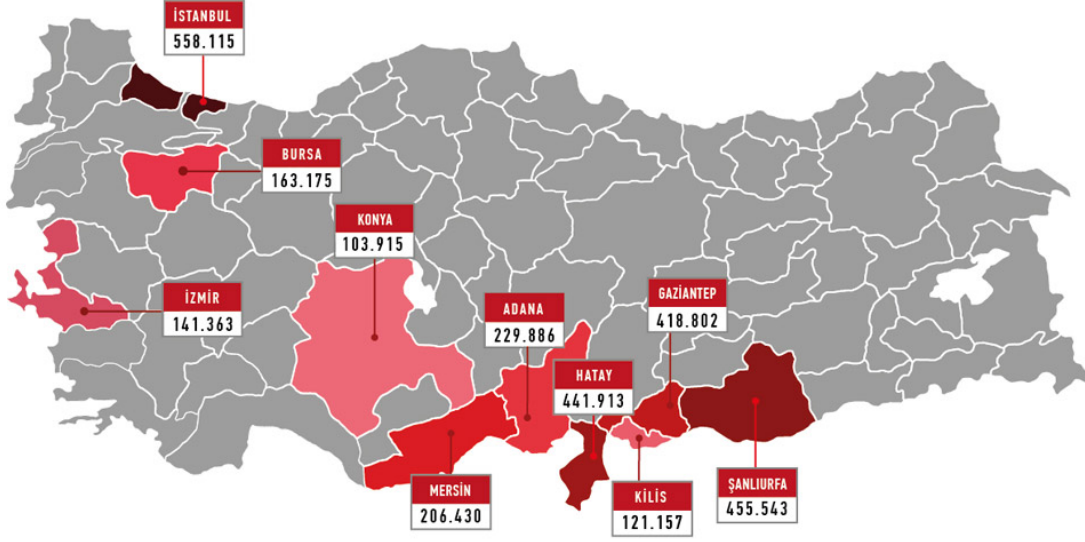 İSTANBUL
558.115
BURSA
163.175
KONYA
103.915
İZMİR
141.363
ADANA
229.886
GAZİANTEP
418.802
HATAY
441.913
MERSİN
206.430
KİLİS
121.157
ŞANLIURFA
455.543